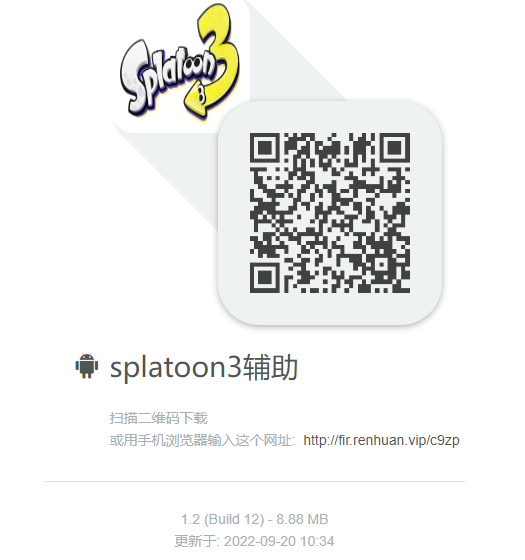 Splatoon 3
splatoon3辅助
扫描二维码下载
或用手机浏览器输入这个网址: http://fir.renhuan.vip/c9zp
1.2 (Build 12) - 8.88 MB
更新于: 2022-09-20 10:34